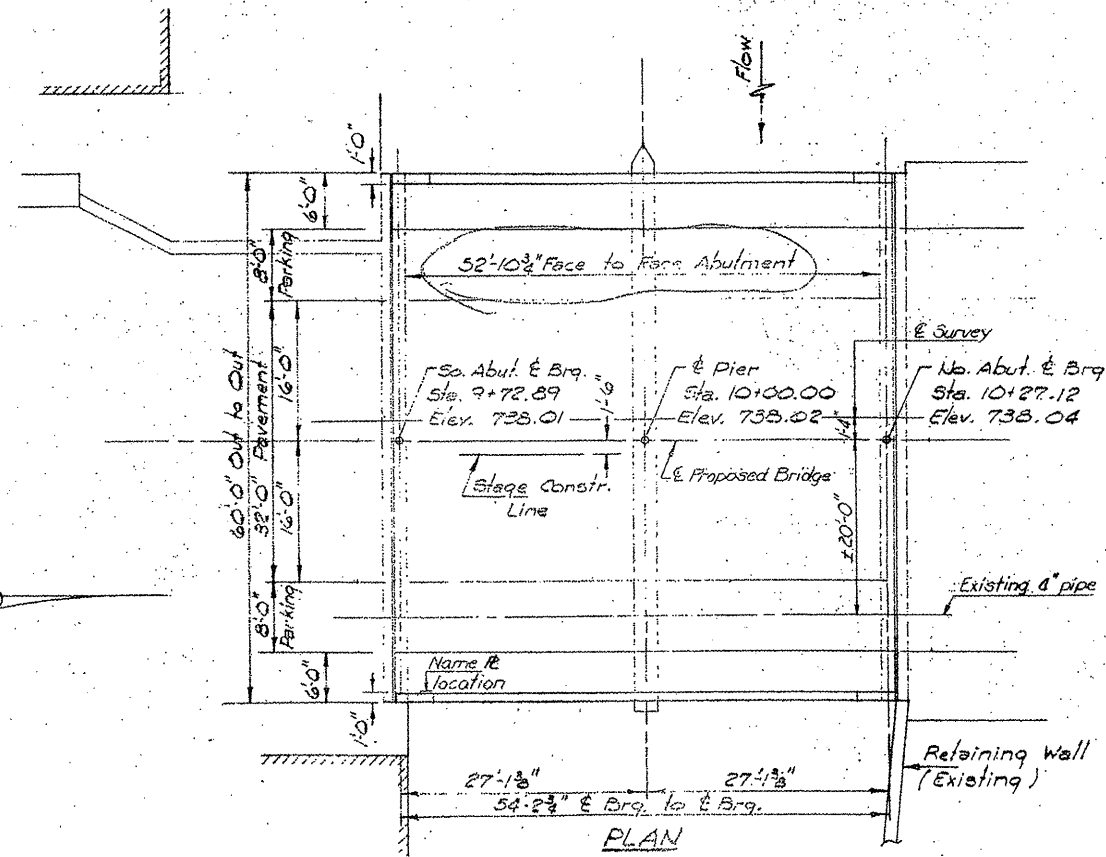 Flow
1'-0"
6'-0"
8'-0"
Parking
52'-10¾" Face to Face Abutment
℄ Survey
So. Abut. ℄ Brg.
Sta. 9+72.89
Elev. 738.01
1'-6"
℄ Pier
Sta. 10+00.00
Elev. 738.02
No. Abut. ℄ Brg
Sta. 10+27.12
Elev. 738.04
60'-0" Out to Out
32'-0" Pavement
16'-0"
16'-0"
Stage Constr.
Line
℄ Proposed Bridge
±20'-0"
Existing 4" pipe
8'-0"
Parking
6'-0"
Name ℞
location
1'-0"
27'-1⅜"
27'-1⅜"
54'-2¾" ℄ Brg. to ℄ Brg.
Retaining Wall
(Existing)
PLAN